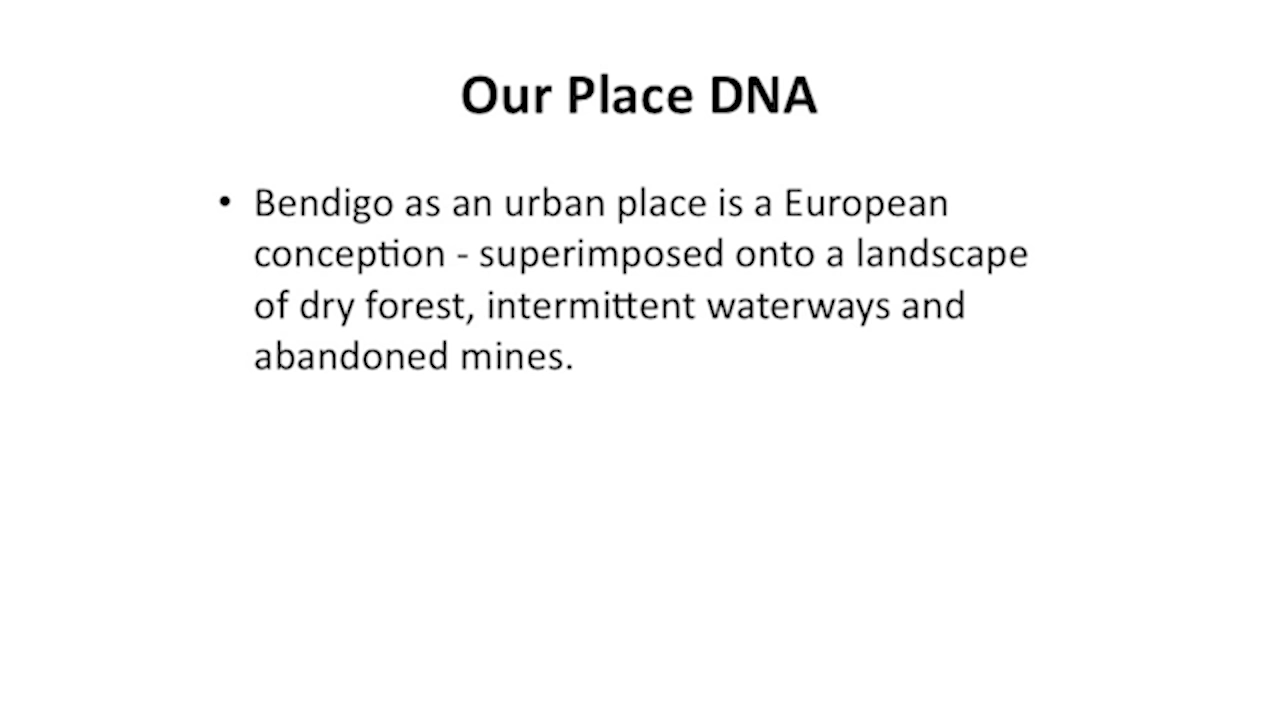 Our Place DNA
• Bendigo as an urban place is a European
conception - superimposed onto a landscape
of dry forest, intermittent waterways and
abandoned mines.